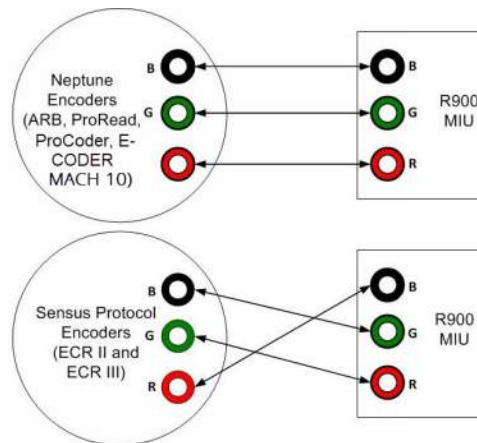 Neptune
Encoders
(ARB, ProRead,
ProCoder, E-
CODER
MACH 10)
B
G
B
G
R
R900
MIU
Sensus Protocol
Encoders
(ECR II and
ECR III)
B
G
R
B
G
R
R900
MIU